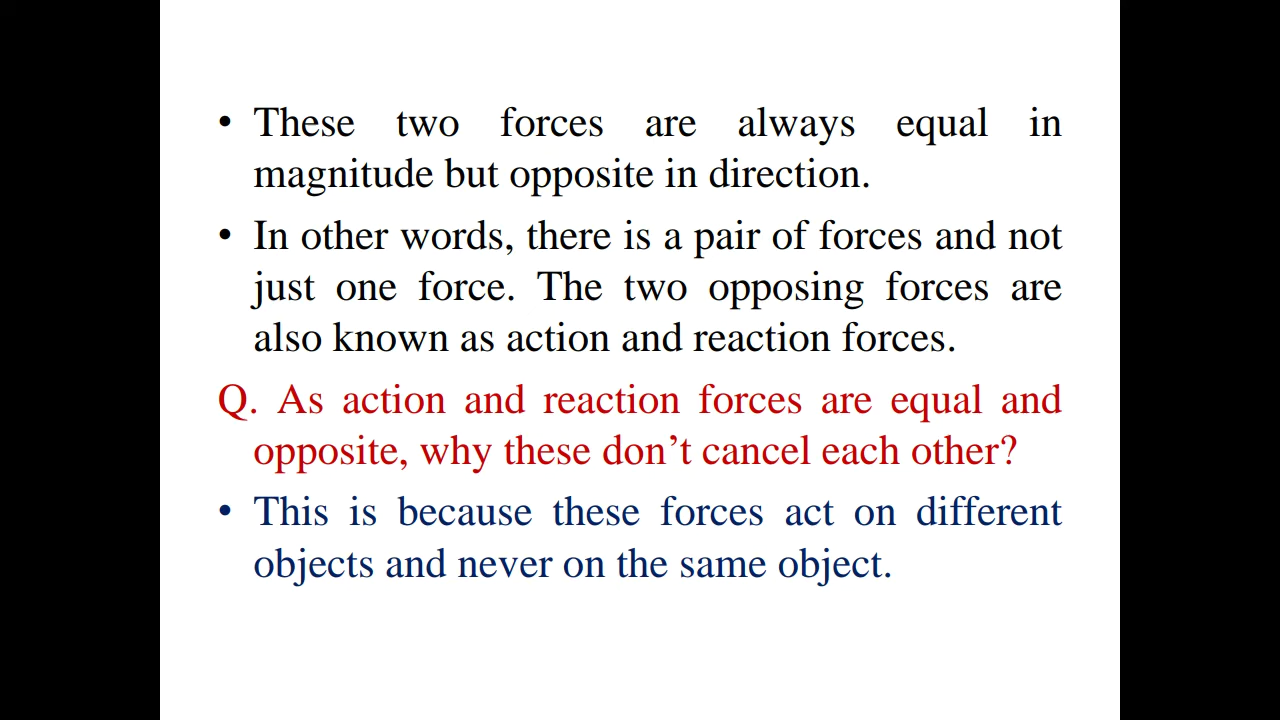 • These two forces are always equal in
magnitude but opposite in direction.
• In other words, there is a pair of forces and not
just one force. The two opposing forces are
also known as action and reaction forces.
Q. As action and reaction forces are equal and
opposite, why these don’t cancel each other?
• This is because these forces act on different
objects and never on the same object.